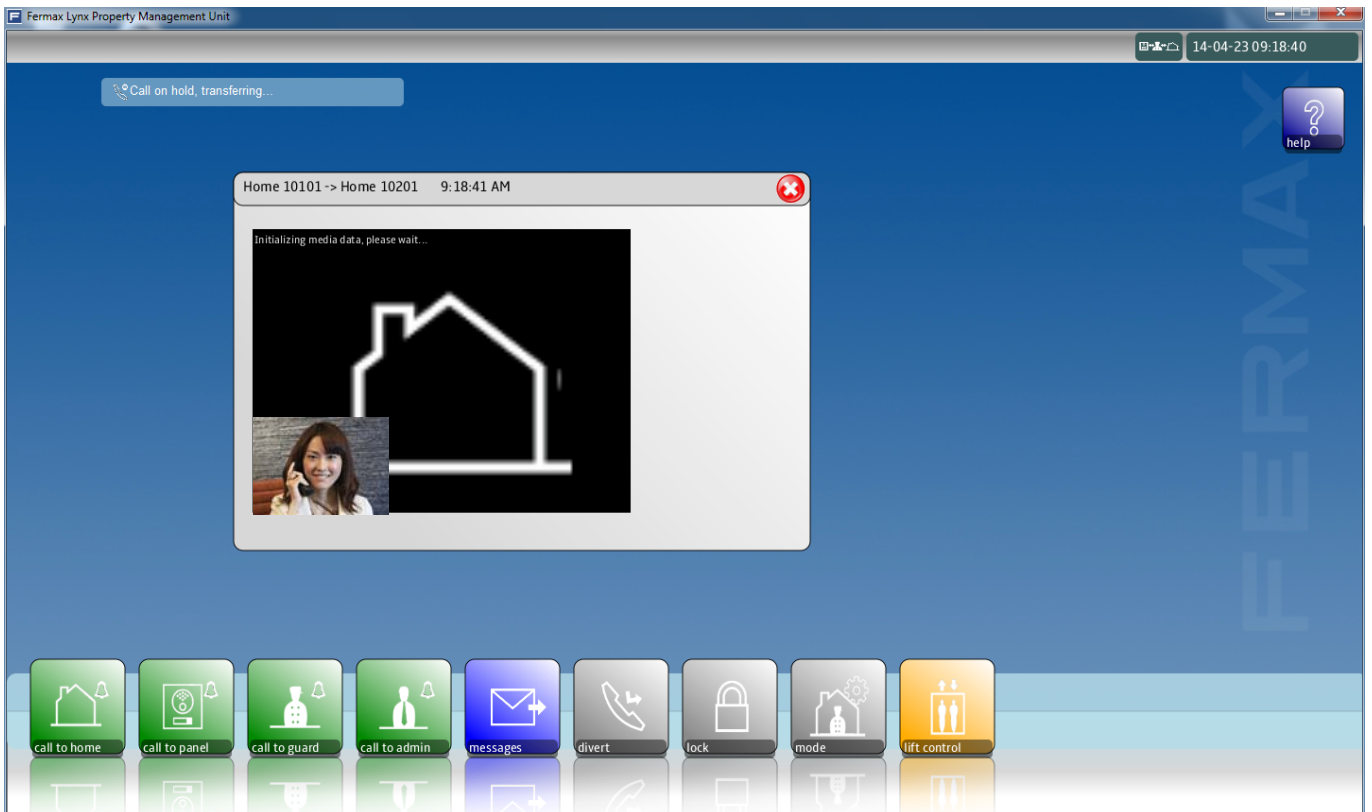 Fermax Lynx Property Management Unit
14-04-23 09:18:40
Call on hold, transferring...
help
Home 10101 -> Home 10201 9:18:41 AM
Initializing media data, please wait...
FERMAX
call to home
call to panel
call to guard
call to admin
messages
divert
lock
mode
lift control